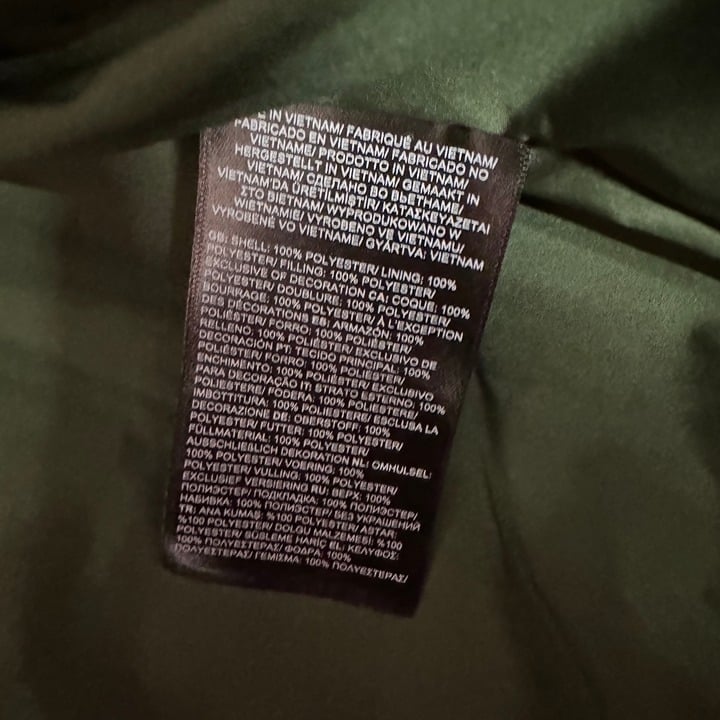 E IN VIETNAM/ FABRIQUÉ AU VIETNAM/
FABRICADO EN VIETNAM/ FABRICADO NO
VIETNAME/ PRODOTTO IN VIETNAM/
HERGESTELLT IN VIETNAM/ GEMAAKT IN
VIETNAM/ СДЕЛАНО ВО ВЬЕТНАМЕ/
VIETNAM'DA ÜRETİLMİŞTİR/ ΚΑΤΑΣΚΕΥΑΖΕΤΑΙ
ΣΤΟ ΒΙΕΤΝΑΜ/ WYPRODUKOWANO W
WIETNAMIE/ VYROBENO VE VIETNAMU/
VYROBENÉ VO VIETNAME/ GYÁRTVA: VIETNAM
GB: SHELL: 100% POLYESTER/ LINING: 100%
POLYESTER/ FILLING: 100% POLYESTER/
EXCLUSIVE OF DECORATION CA: COQUE: 100%
POLYESTER/ DOUBLURE: 100% POLYESTER/
BOURRAGE: 100% POLYESTER/ À L'EXCEPTION
DES DÉCORATIONS ES: ARMAZÓN: 100%
POLIÉSTER/ FORRO: 100% POLIÉSTER/
RELLENO: 100% POLIÉSTER/ EXCLUSIVO DE
DECORACIÓN PT: TECIDO PRINCIPAL: 100%
POLIÉSTER/ FORRO: 100% POLIÉSTER/
ENCHIMENTO: 100% POLIÉSTER/ EXCLUSIVO
PARA DECORAÇÃO IT: STRATO ESTERNO: 100%
POLIESTERE/ FODERA: 100% POLIESTERE/
IMBOTTITURA: 100% POLIESTERE/ ESCLUSA LA
DECORAZIONE DE: OBERSTOFF: 100%
POLYESTER/ FUTTER: 100% POLYESTER/
FÜLLMATERIAL: 100% POLYESTER/
AUSSCHLIEßLICH DEKORATION NL: OMHULSEL:
100% POLYESTER/ VOERING: 100%
POLYESTER/ VULLING: 100% POLYESTER/
EXCLUSIEF VERSIERING RU: ВЕРХ: 100%
ПОЛИЭСТЕР/ ПОДКЛАДКА: 100% ПОЛИЭСТЕР/
НАБИВКА: 100% ПОЛИЭСТЕР/ БЕЗ УКРАШЕНИЙ
TR: ANA KUMAŞ: %100 POLYESTER/ ASTAR:
%100 POLYESTER/ DOLGU MALZEMESİ: %100
POLYESTER/ SÜSLEME HARİÇ EL: ΚΕΛΥΦΟΣ:
100% ΠΟΛΥΕΣΤΕΡΑΣ/ ΦΟΔΡΑ: 100%
ΠΟΛΥΕΣΤΕΡΑΣ/ ΓΕΜΙΣΜΑ: 100% ΠΟΛΥΕΣΤΕΡΑΣ/